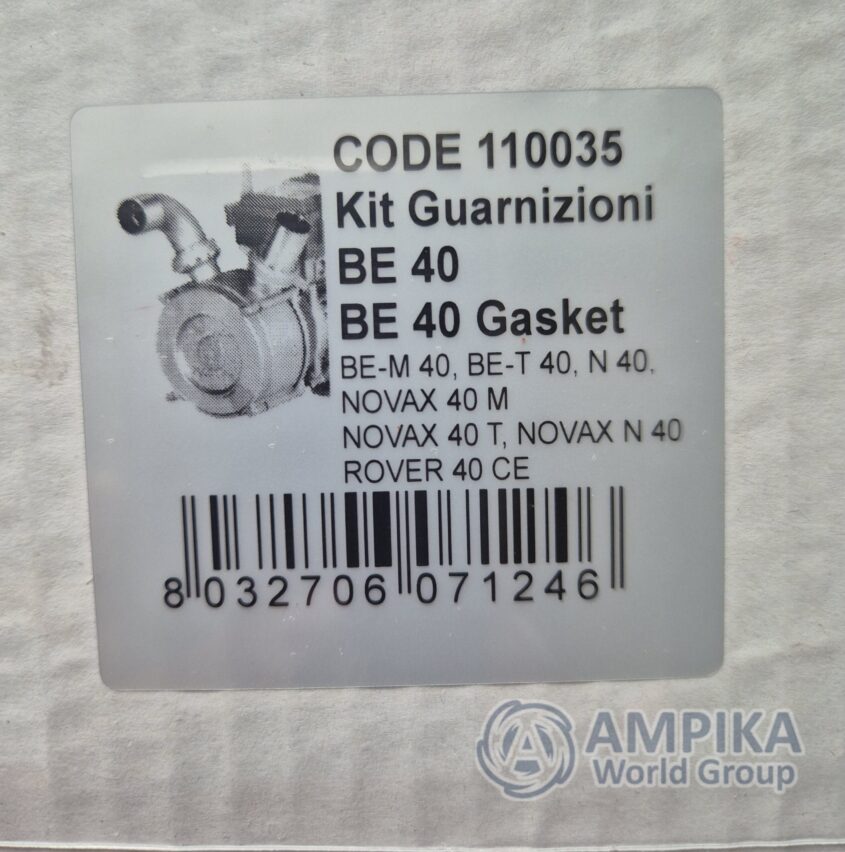 CODE 110035
Kit Guarnizioni
BE 40
BE 40 Gasket
BE-M 40, BE-T 40, N 40,
NOVAX 40 M
NOVAX 40 T, NOVAX N 40
ROVER 40 CE
8 032706 071246
AMPIKA
World Group